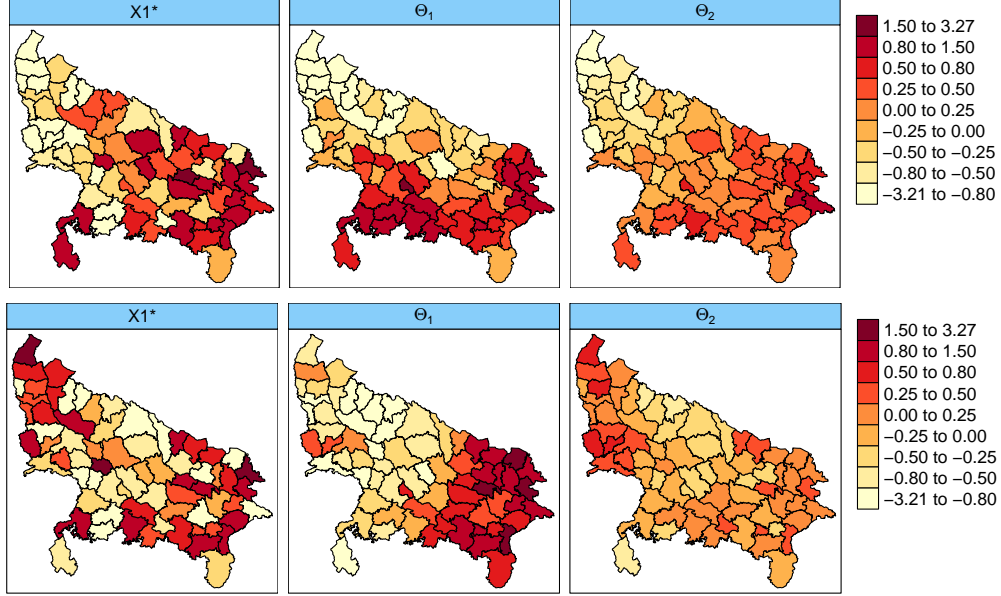 X1* Θ1 Θ2
1.50 to 3.27
0.80 to 1.50
0.50 to 0.80
0.25 to 0.50
0.00 to 0.25
−0.25 to 0.00
−0.50 to −0.25
−0.80 to −0.50
−3.21 to −0.80
X1* Θ1 Θ2
1.50 to 3.27
0.80 to 1.50
0.50 to 0.80
0.25 to 0.50
0.00 to 0.25
−0.25 to 0.00
−0.50 to −0.25
−0.80 to −0.50
−3.21 to −0.80